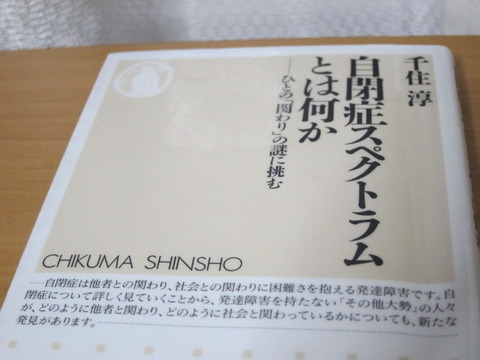 千住 淳
自閉症スペクトラム
とは何か
──ひとの「関わり」の謎に挑む
CHIKUMA SHINSHO
……自閉症は他者との関わり、社会との関わりに困難さを抱える発達障害です。自
閉症について詳しく見ていくことから、発達障害を持たない「その他大勢」の人々
が、どのように他者と関わり、どのように社会と関わっているかについても、新たな
発見があります。……